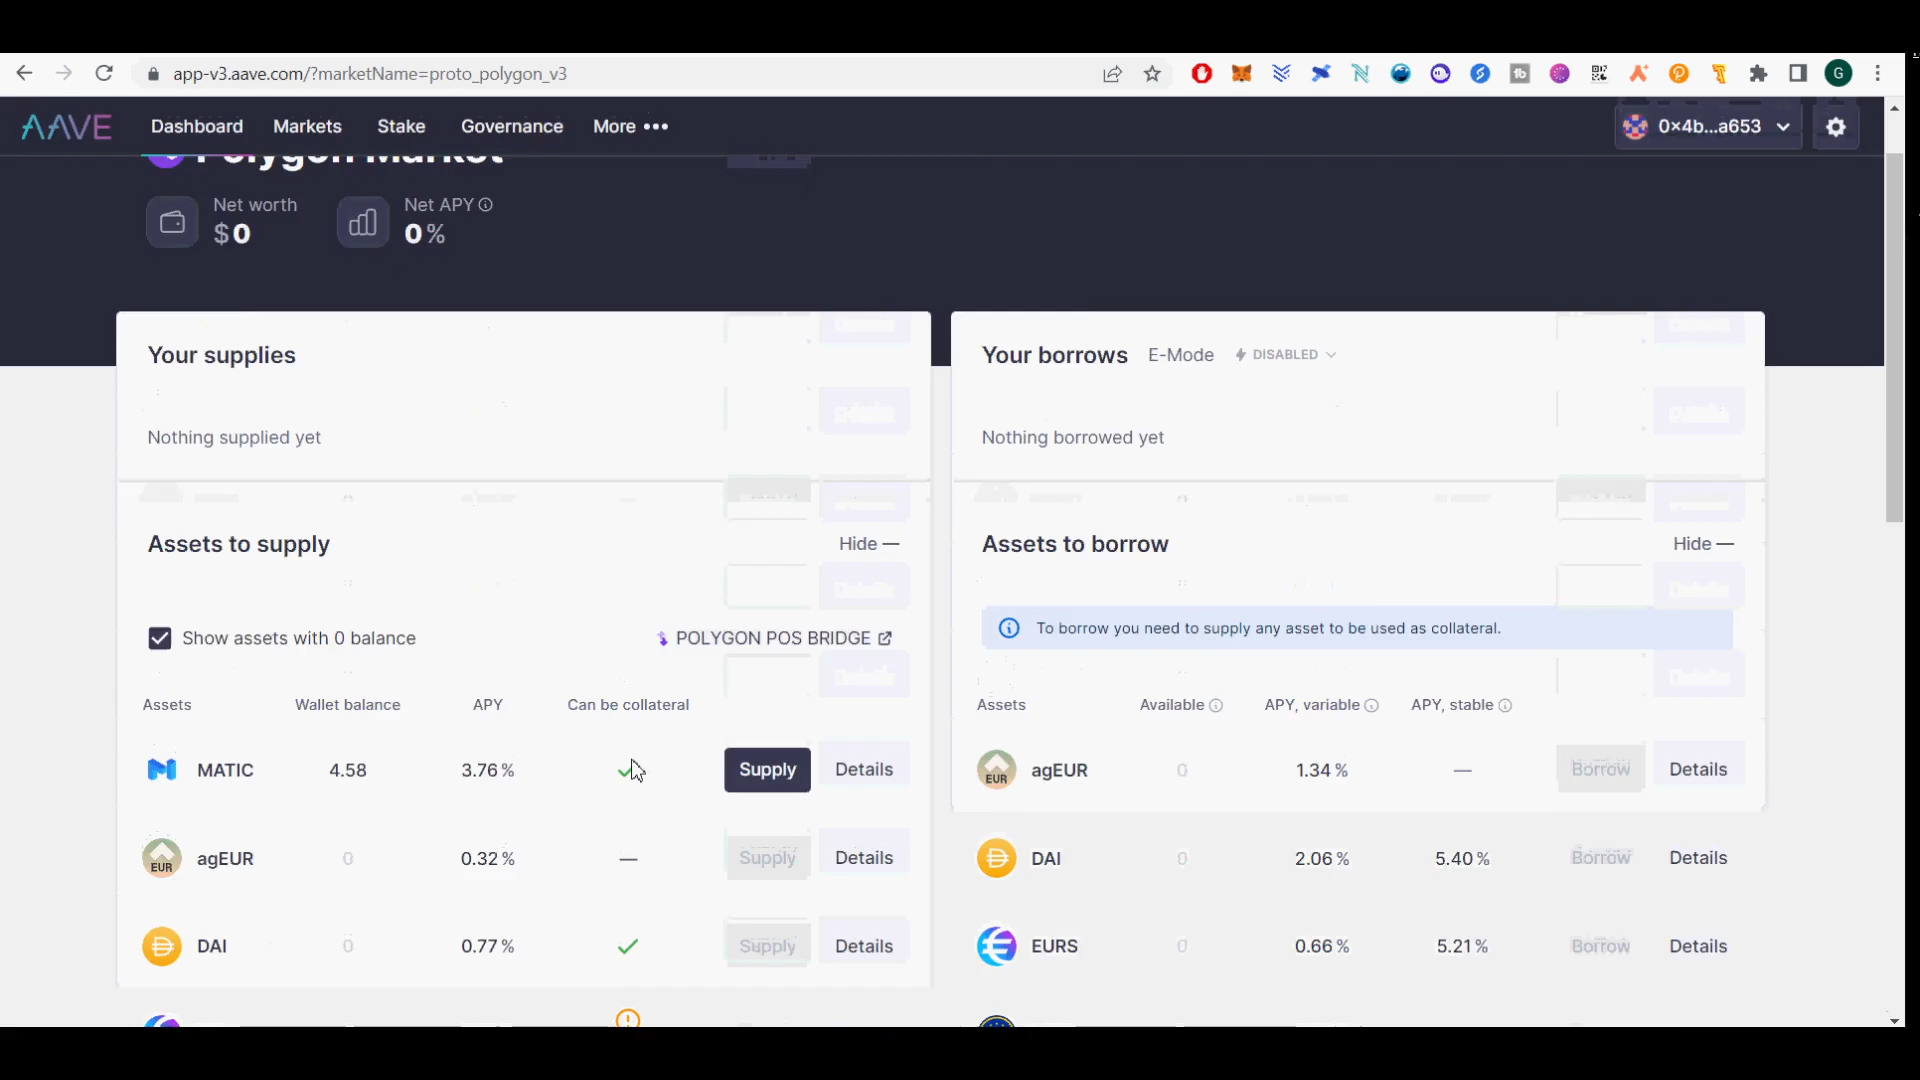 app-v3.aave.com/?marketName=proto_polygon_v3
AAVE Dashboard Markets Stake Governance More 0x4b...a653
Polygon Market
Net worth Net APY
$0 0%
Your supplies
Nothing supplied yet
Assets to supply Hide —
Show assets with 0 balance POLYGON POS BRIDGE
Assets Wallet balance APY Can be collateral
MATIC 4.58 3.76% Supply Details
agEUR 0 0.32% — Supply Details
DAI 0 0.77% Supply Details
Your borrows E-Mode DISABLED
Nothing borrowed yet
Assets to borrow Hide —
To borrow you need to supply any asset to be used as collateral.
Assets Available APY, variable APY, stable
agEUR 0 1.34% — Borrow Details
DAI 0 2.06% 5.40% Borrow Details
EURS 0 0.66% 5.21% Borrow Details